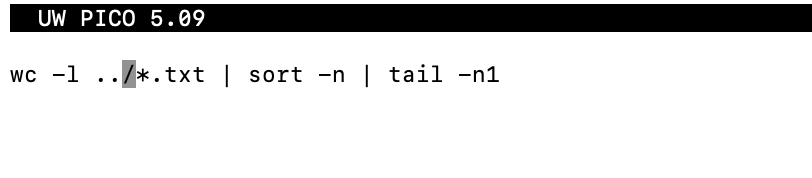 UW PICO 5.09
wc -l ../*.txt | sort -n | tail -n1